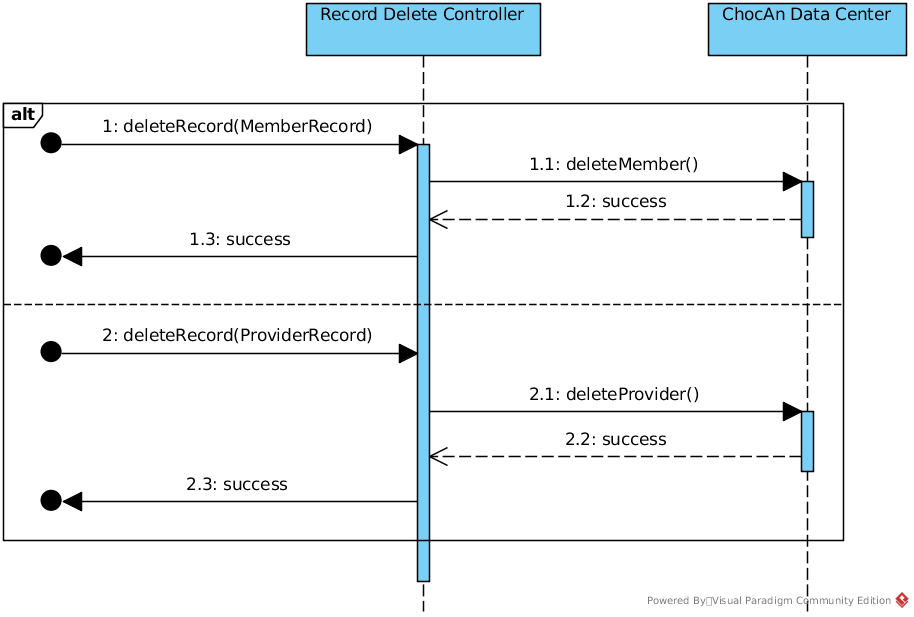 Record Delete Controller
ChocAn Data Center
alt
1: deleteRecord(MemberRecord)
1.1: deleteMember()
1.2: success
1.3: success
2: deleteRecord(ProviderRecord)
2.1: deleteProvider()
2.2: success
2.3: success
Powered By Visual Paradigm Community Edition